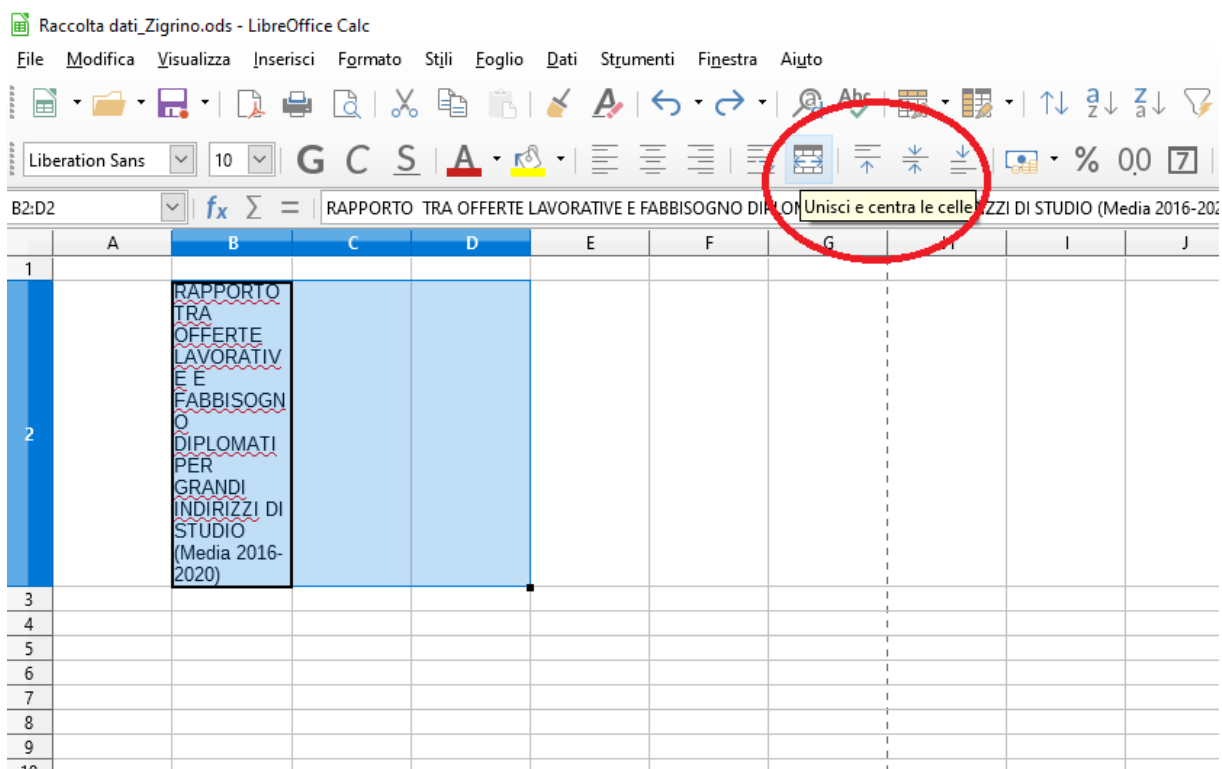 Raccolta dati_Zigrino.ods - LibreOffice Calc
File Modifica Visualizza Inserisci Formato Stili Foglio Dati Strumenti Finestra Aiuto
Liberation Sans 10 G C S A % 0,0 7
B2:D2 fx Σ = RAPPORTO TRA OFFERTE LAVORATIVE E FABBISOGNO Unisci e centra le celle DI STUDIO (Media 2016-202
A B C D E F G H I J
1
RAPPORTO
TRA
OFFERTE
LAVORATIV
E E
FABBISOGN
O
2
DIPLOMATI
PER
GRANDI
INDIRIZZI DI
STUDIO
(Media 2016-
2020)
3
4
5
6
7
8
9
10